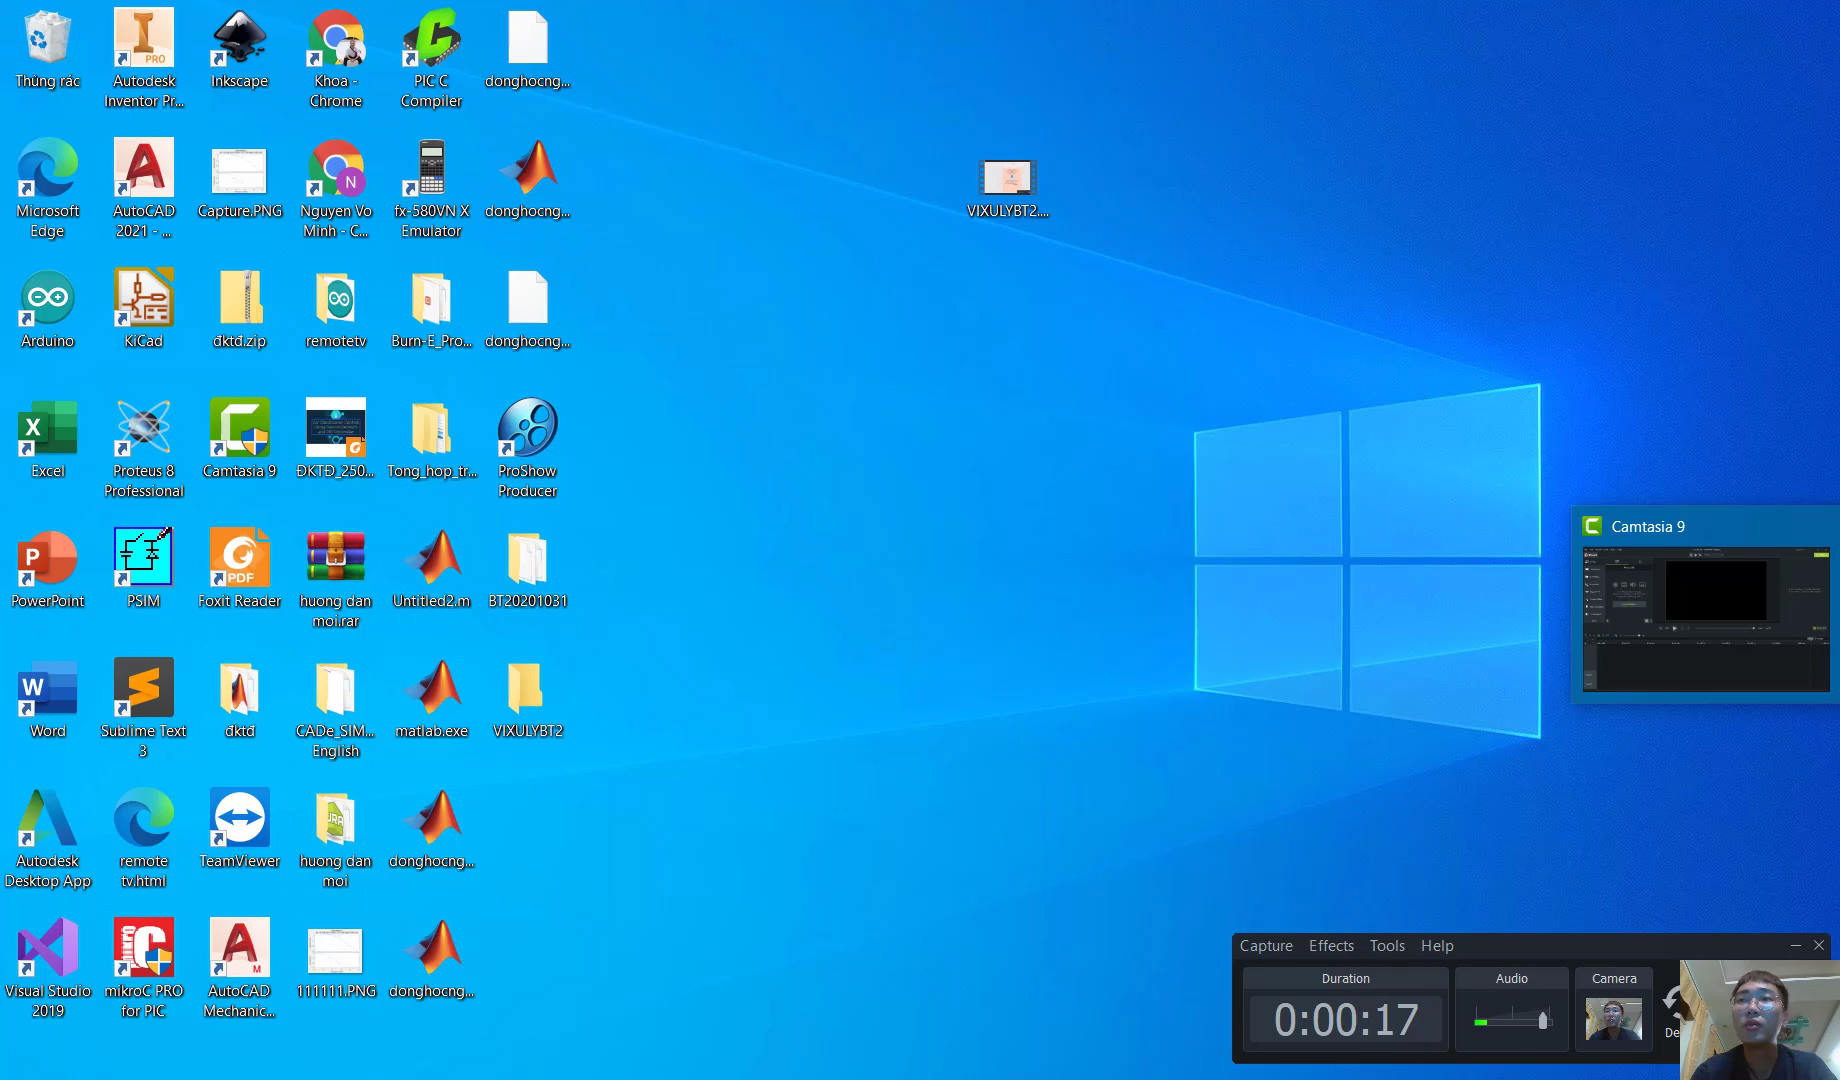 Thùng rác
Autodesk
Inventor Pr...
Inkscape
Khoa -
Chrome
PIC C
Compiler
donghocng...
Microsoft
Edge
AutoCAD
2021 - ...
Capture.PNG
Nguyen Vo
Minh - C...
fx-580VN X
Emulator
donghocng...
VIXULYBT2....
Arduino
KiCad
đktđ.zip
remotetv
Burn-E_Pro...
donghocng...
Excel
Proteus 8
Professional
Camtasia 9
ĐKTĐ_250...
Tong_hop_tr...
ProShow
Producer
PowerPoint
PSIM
Foxit Reader
huong dan
moi.rar
Untitled2.m
BT20201031
Word
Sublime Text
3
đktđ
CADe_SIM...
English
matlab.exe
VIXULYBT2
Autodesk
Desktop App
remote
tv.html
TeamViewer
huong dan
moi
donghocng...
Visual Studio
2019
mikroC PRO
for PIC
AutoCAD
Mechanic...
111111.PNG
donghocng...
Camtasia 9
Capture Effects Tools Help
Duration
Audio
Camera
0:00:17
De
PRO
N
PDF
X
P
W
M